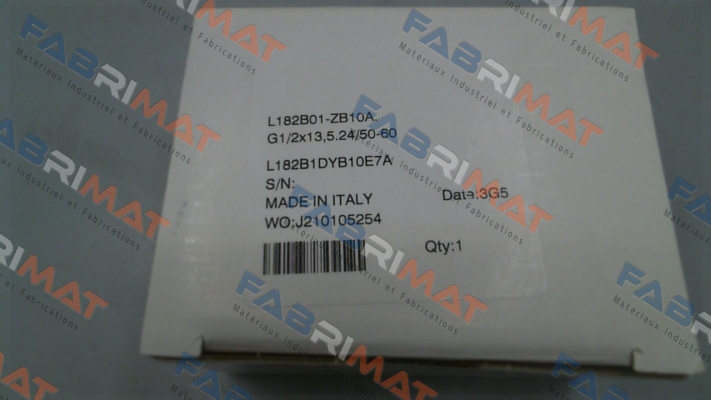 L182B01-ZB10A.
G1/2x13,5.24/50-60
L182B1DYB10E7A
S/N:
MADE IN ITALY
Date:3G5
WO:J210105254
Qty:1
FABRIMAT
Materiaux Industriel et Fabrications